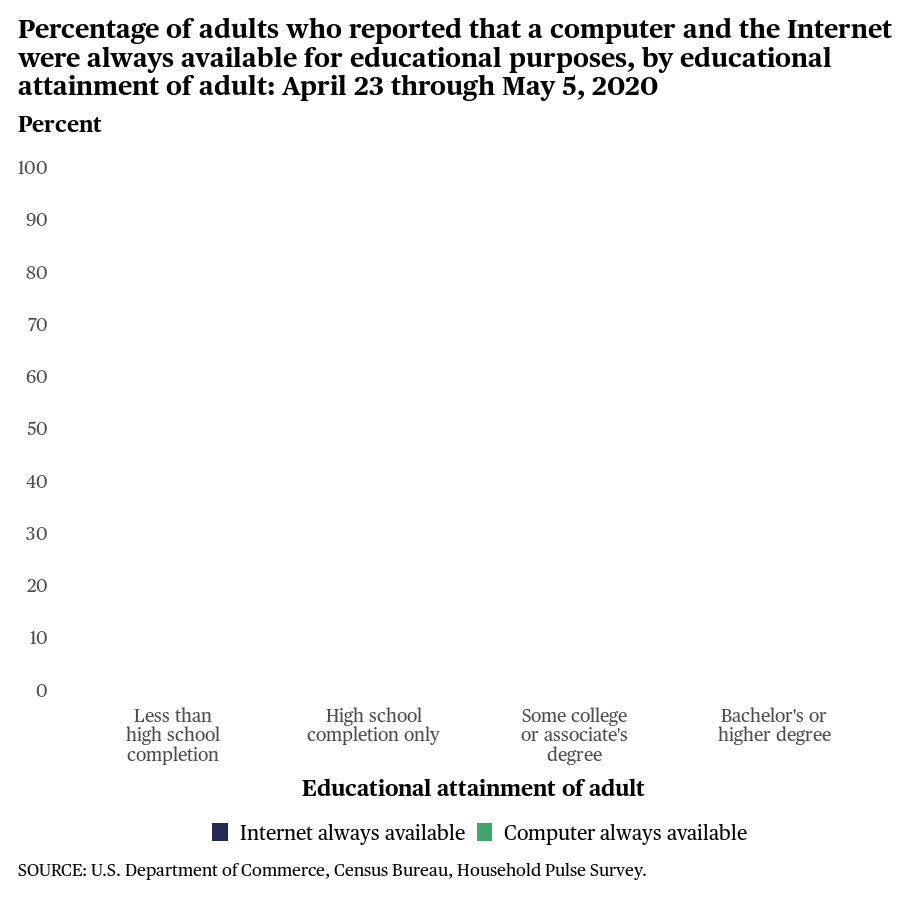 Percentage of adults who reported that a computer and the Internet
were always available for educational purposes, by educational
attainment of adult: April 23 through May 5, 2020
Percent
100
90
80
70
60
50
40
30
20
10
0
Less than
high school
completion
High school
completion only
Some college
or associate's
degree
Bachelor's or
higher degree
Educational attainment of adult
Internet always available
Computer always available
SOURCE: U.S. Department of Commerce, Census Bureau, Household Pulse Survey.